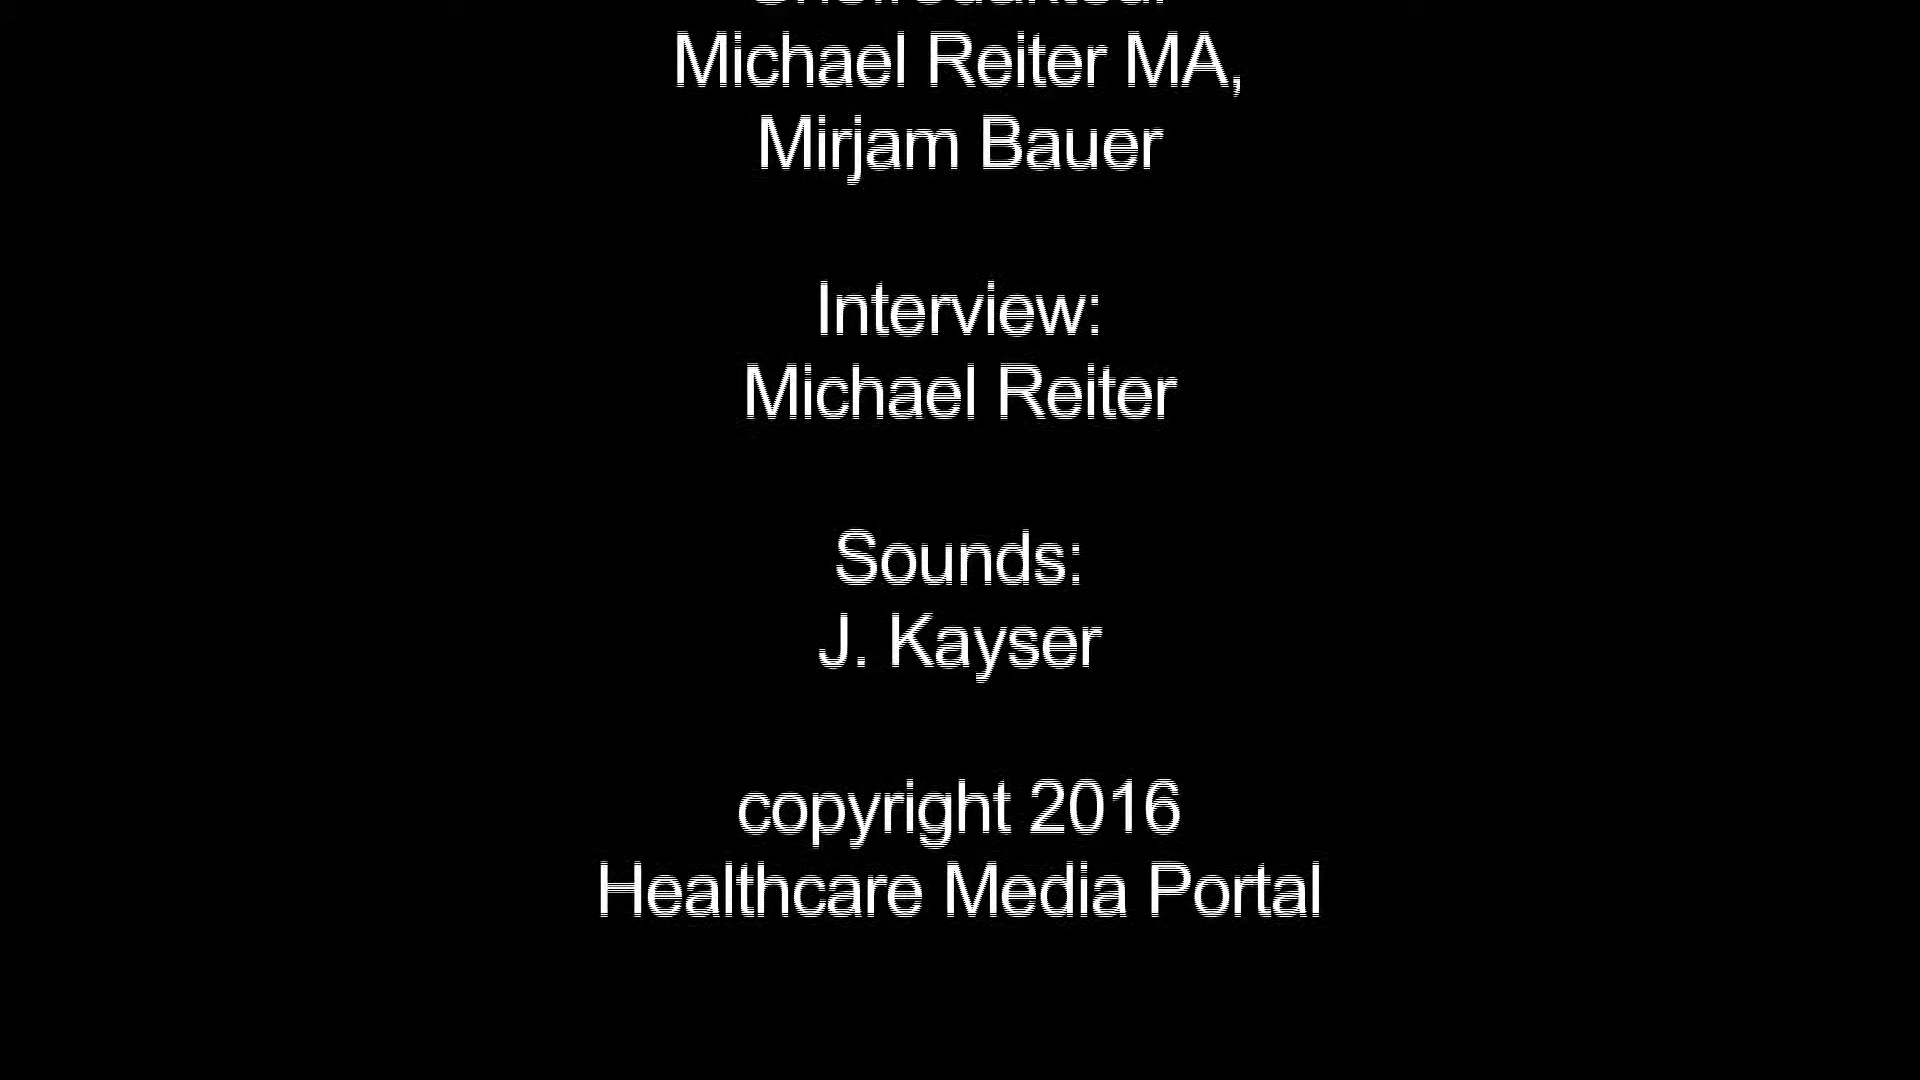 Michael Reiter MA,
Mirjam Bauer
Interview:
Michael Reiter
Sounds:
J. Kayser
copyright 2016
Healthcare Media Portal